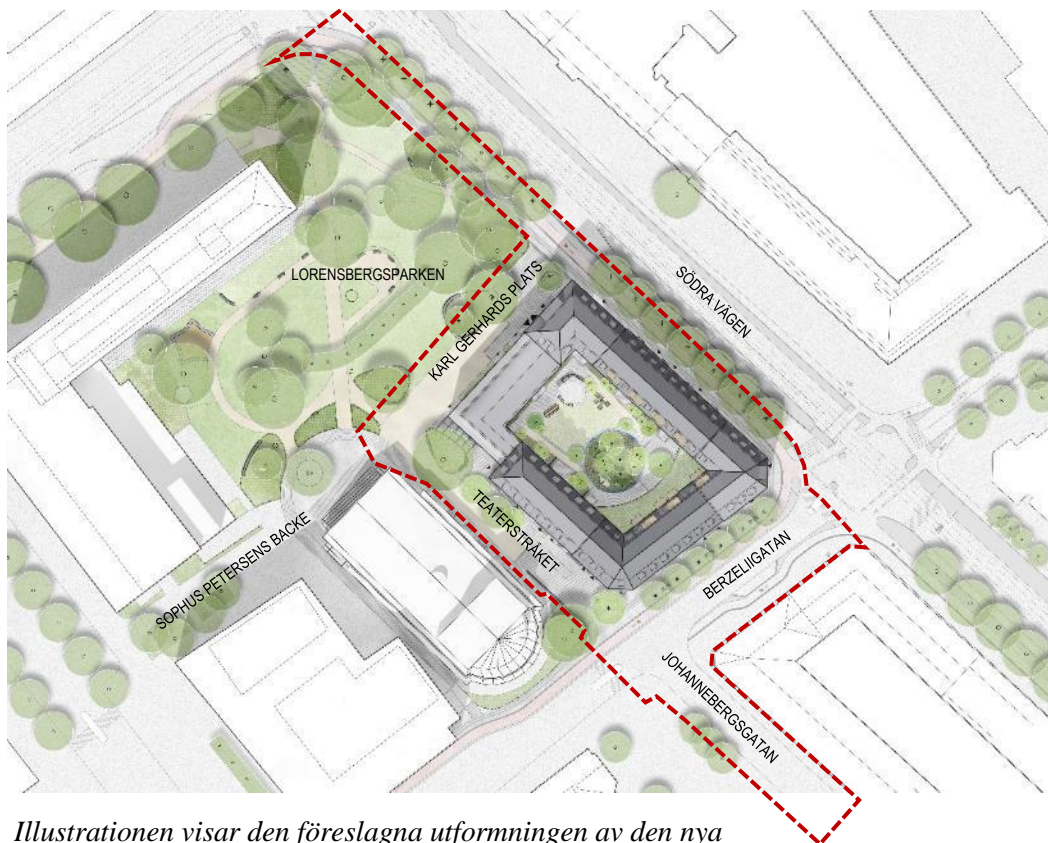 LORENSBERGSPARKEN
KARL GERHARDS PLATS
SÖDRA VÄGEN
TEATERSTRÅKET
SOPHUS PETERSENS BACKE
BERZELIIGATAN
JOHANNEBERGSGATAN
Illustrationen visar den föreslagna utformningen av den nya